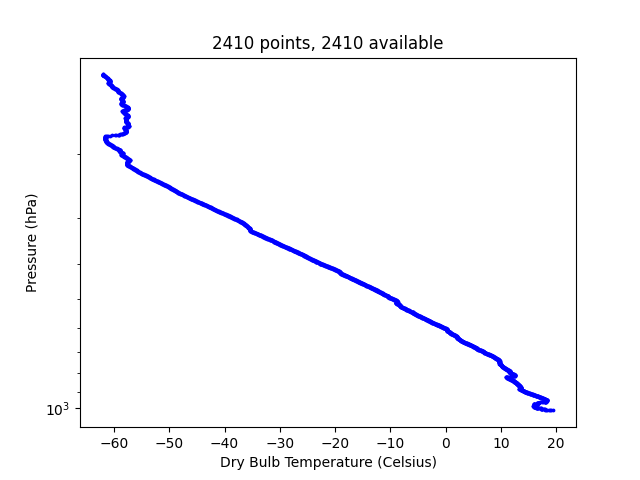 2410 points, 2410 available
Pressure (hPa)
10³
−60 −50 −40 −30 −20 −10 0 10 20
Dry Bulb Temperature (Celsius)